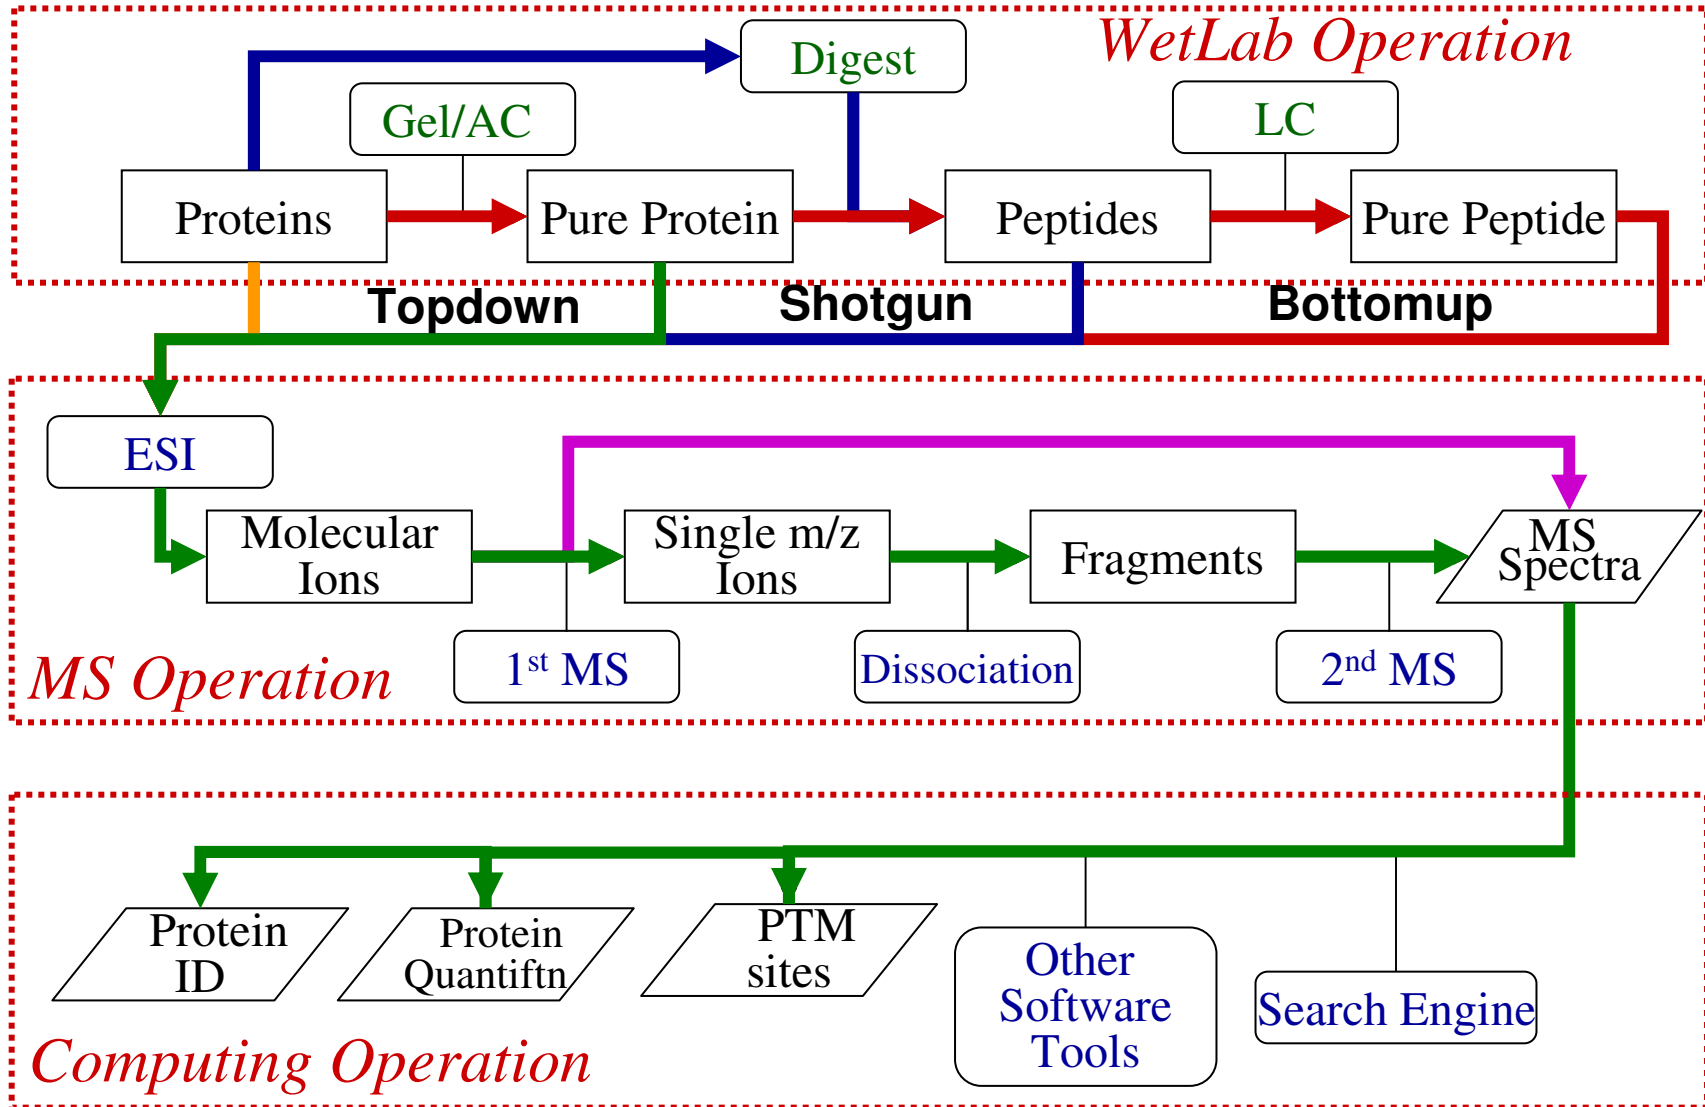 WetLab Operation
Digest
Gel/AC
LC
Proteins
Pure Protein
Peptides
Pure Peptide
Topdown
Shotgun
Bottomup
ESI
Molecular
Ions
Single m/z
Ions
Fragments
MS
Spectra
1st MS
Dissociation
2nd MS
MS Operation
Protein
ID
Protein
Quantiftn
PTM
sites
Other
Software
Tools
Search Engine
Computing Operation